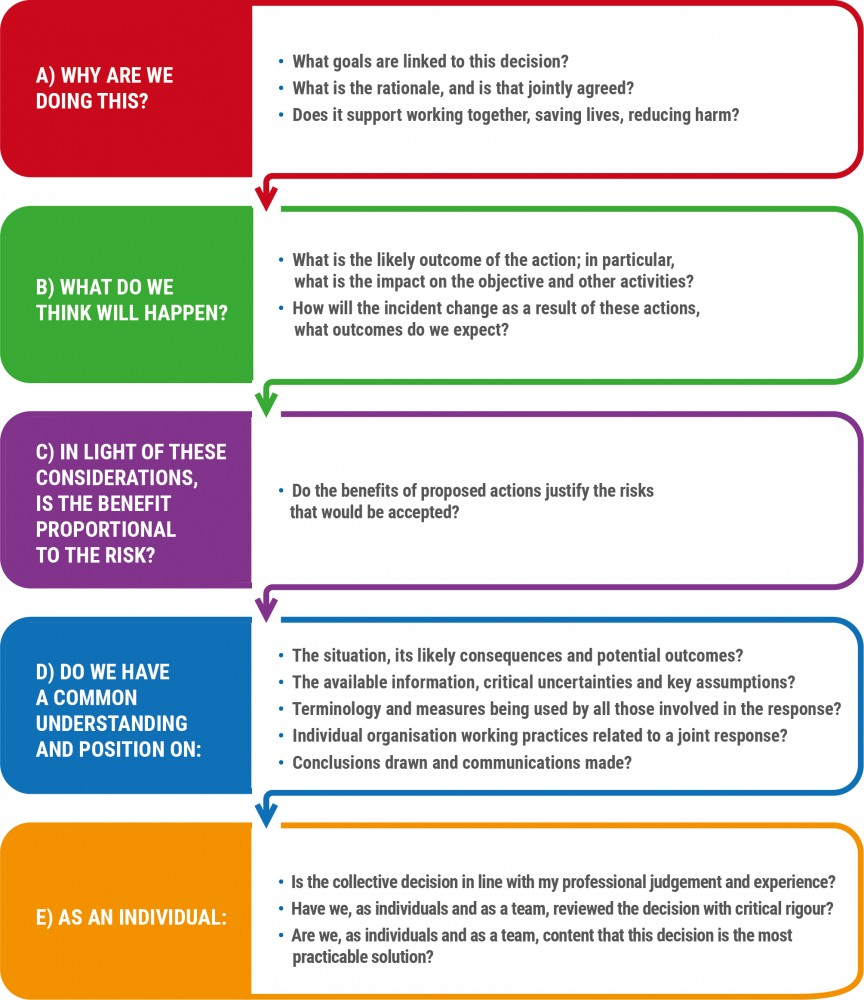 A) WHY ARE WE
DOING THIS?
• What goals are linked to this decision?
• What is the rationale, and is that jointly agreed?
• Does it support working together, saving lives, reducing harm?
B) WHAT DO WE
THINK WILL HAPPEN?
• What is the likely outcome of the action; in particular,
what is the impact on the objective and other activities?
• How will the incident change as a result of these actions,
what outcomes do we expect?
C) IN LIGHT OF THESE
CONSIDERATIONS,
IS THE BENEFIT
PROPORTIONAL
TO THE RISK?
• Do the benefits of proposed actions justify the risks
that would be accepted?
D) DO WE HAVE
A COMMON
UNDERSTANDING
AND POSITION ON:
• The situation, its likely consequences and potential outcomes?
• The available information, critical uncertainties and key assumptions?
• Terminology and measures being used by all those involved in the response?
• Individual organisation working practices related to a joint response?
• Conclusions drawn and communications made?
E) AS AN INDIVIDUAL:
• Is the collective decision in line with my professional judgement and experience?
• Have we, as individuals and as a team, reviewed the decision with critical rigour?
• Are we, as individuals and as a team, content that this decision is the most
practicable solution?